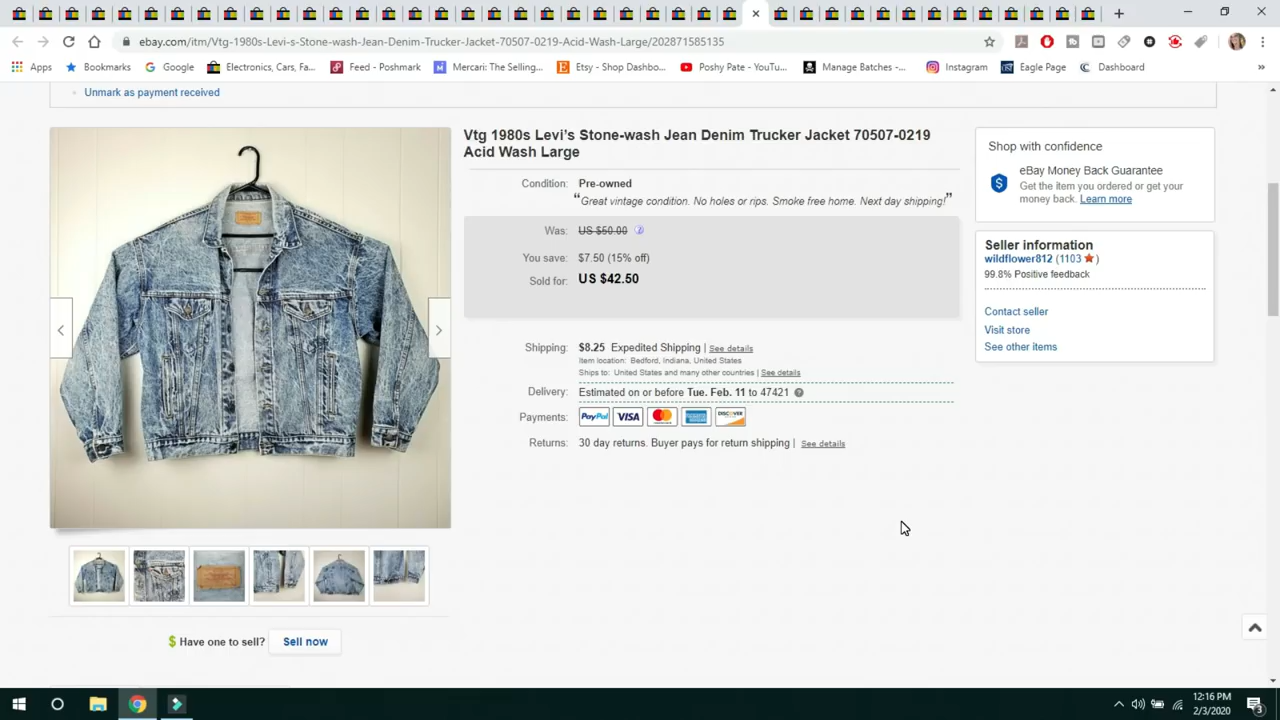 ebay.com/itm/Vtg-1980s-Levi-s-Stone-wash-Jean-Denim-Trucker-Jacket-70507-0219-Acid-Wash-Large/202871585135
Apps Bookmarks Google Electronics, Cars, Fa... Feed - Poshmark Mercari: The Selling... Etsy - Shop Dashbo... Poshy Pate - YouTu... Manage Batches -... Instagram Eagle Page Dashboard »
Unmark as payment received
Vtg 1980s Levi's Stone-wash Jean Denim Trucker Jacket 70507-0219
Acid Wash Large
Condition: Pre-owned
"Great vintage condition. No holes or rips. Smoke free home. Next day shipping!"
Was: US $50.00
You save: $7.50 (15% off)
Sold for: US $42.50
Shipping: $8.25 Expedited Shipping | See details
Item location: Bedford, Indiana, United States
Ships to: United States and many other countries | See details
Delivery: Estimated on or before Tue. Feb. 11 to 47421
Payments: PayPal VISA MasterCard DISCOVER
Returns: 30 day returns. Buyer pays for return shipping | See details
Shop with confidence
eBay Money Back Guarantee
Get the item you ordered or get your
money back. Learn more
Seller information
wildflower812 (1103 ★ )
99.8% Positive feedback
Contact seller
Visit store
See other items
$ Have one to sell? Sell now
12:16 PM
2/3/2020
3